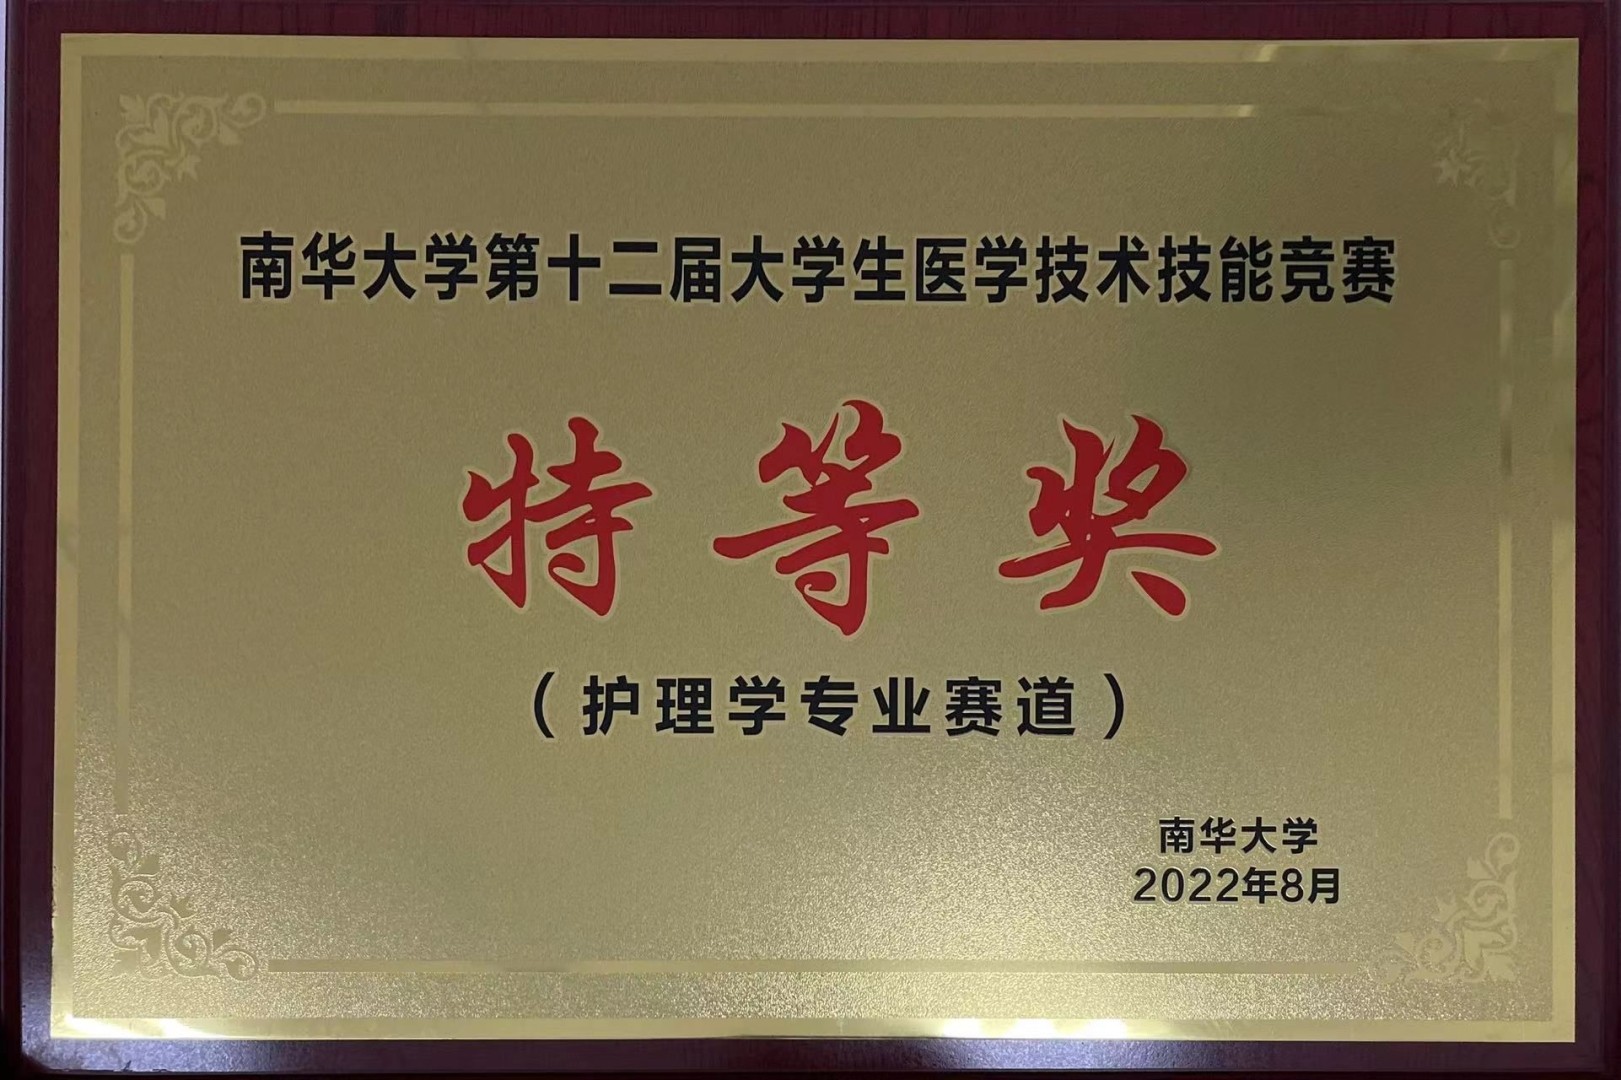 南华大学第十二届大学生医学技术技能竞赛
特等奖
（护理学专业赛道）
南华大学
2022年8月